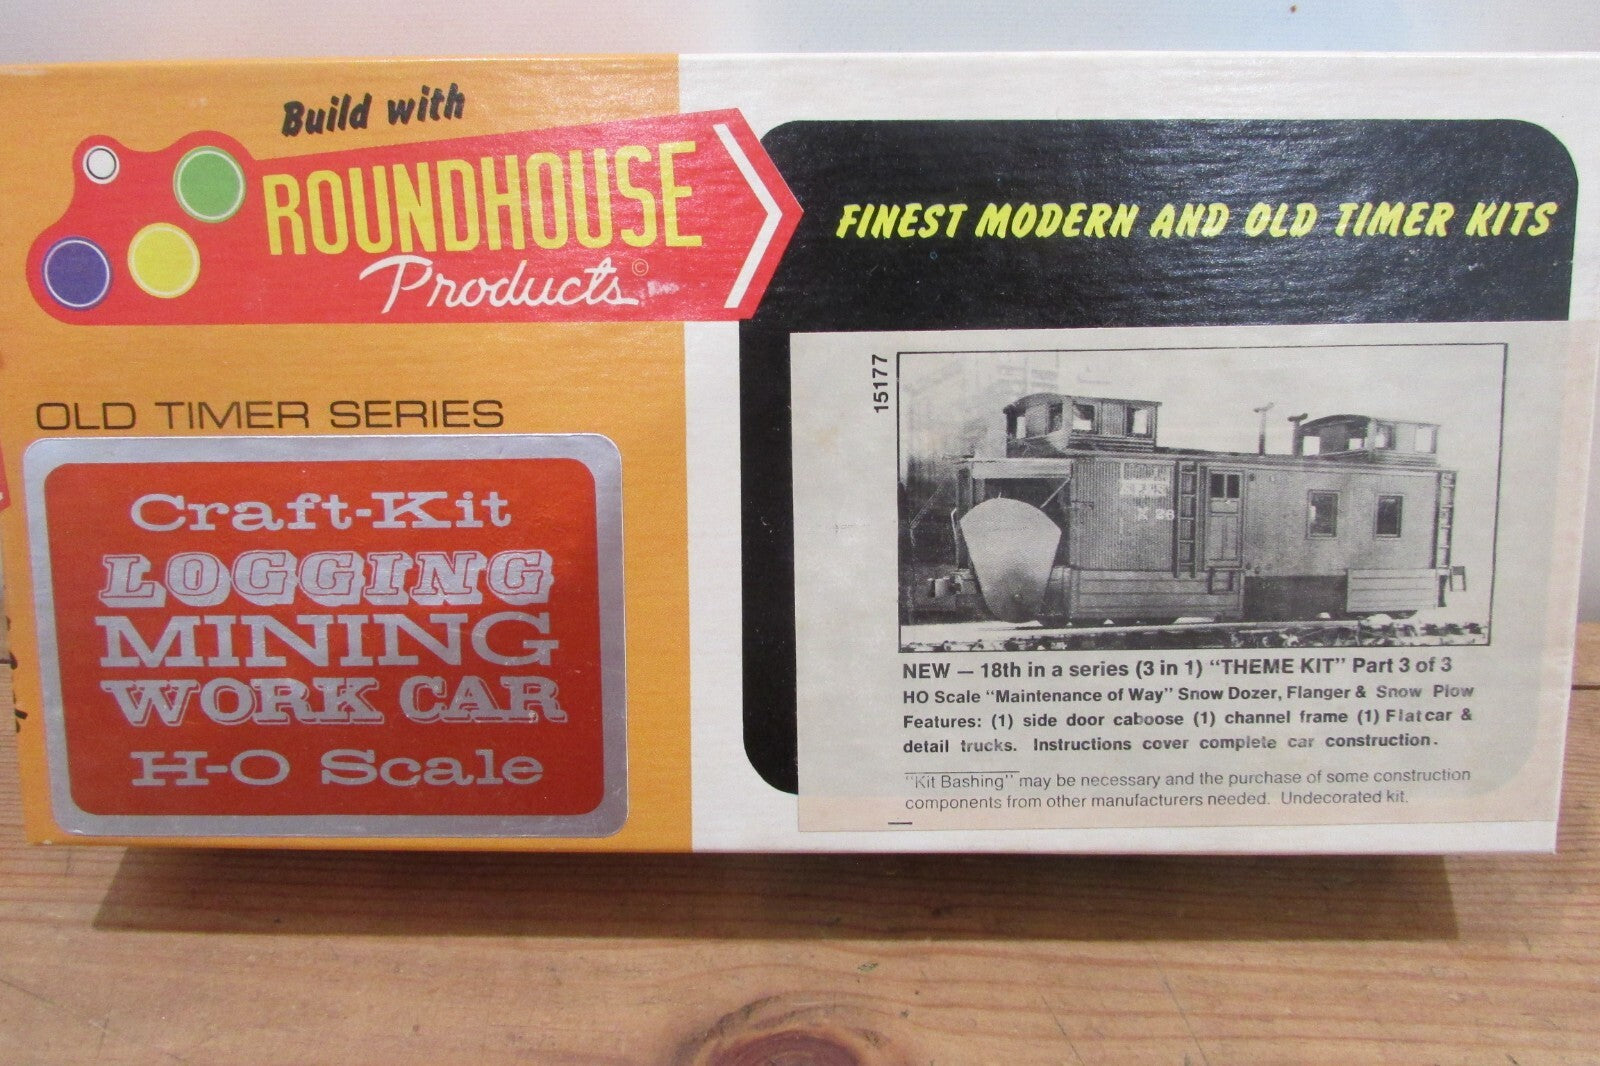 Build with
ROUNDHOUSE
Products ©
FINEST MODERN AND OLD TIMER KITS
OLD TIMER SERIES
Craft-Kit
LOGGING
MINING
WORK CAR
H-O Scale
15177
X 26
NEW — 18th in a series (3 in 1) "THEME KIT" Part 3 of 3
HO Scale "Maintenance of Way" Snow Dozer, Flanger & Snow Plow
Features: (1) side door caboose (1) channel frame (1) Flatcar &
detail trucks. Instructions cover complete car construction.
"Kit Bashing" may be necessary and the purchase of some construction
components from other manufacturers needed. Undecorated kit.